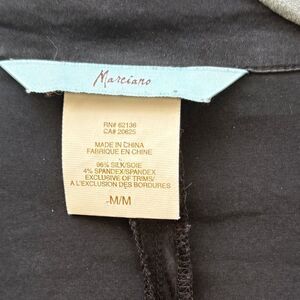 Marciano
RN# 62136
CA# 20625
MADE IN CHINA
FABRIQUE EN CHINE
96% SILK/SOIE
4% SPANDEX/SPANDEX
EXCLUSIVE OF TRIMS/
A L'EXCLUSION DES BORDURES
M/M